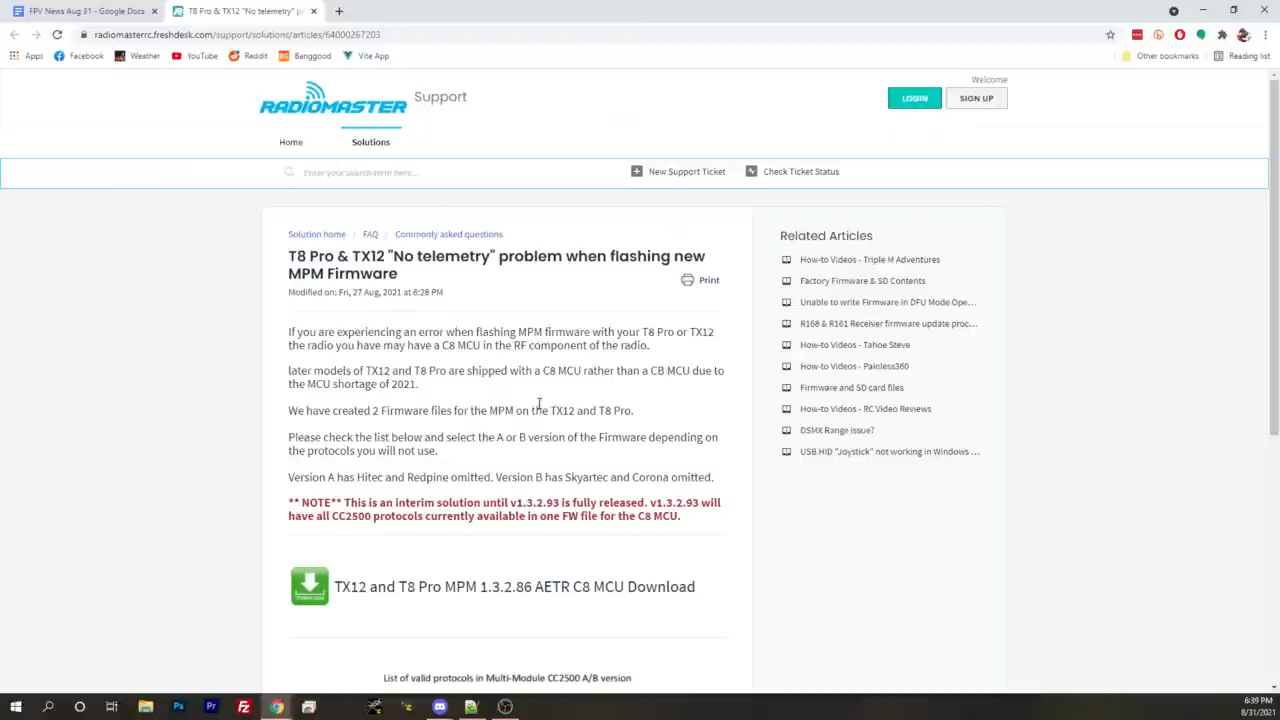 FPV News Aug 31 - Google Docs
T8 Pro & TX12 "No telemetry" p
radiomasterrc.freshdesk.com/support/solutions/articles/64000267203
Apps Facebook Weather YouTube Reddit Banggood Vite App Other bookmarks Reading list
Welcome
RADIOMASTER Support
LOGIN SIGN UP
Home Solutions
Enter your search term here...
New Support Ticket Check Ticket Status
Solution home / FAQ / Commonly asked questions
T8 Pro & TX12 "No telemetry" problem when flashing new
MPM Firmware
Print
Modified on: Fri, 27 Aug, 2021 at 6:28 PM
If you are experiencing an error when flashing MPM firmware with your T8 Pro or TX12
the radio you have may have a C8 MCU in the RF component of the radio.
later models of TX12 and T8 Pro are shipped with a C8 MCU rather than a CB MCU due to
the MCU shortage of 2021.
We have created 2 Firmware files for the MPM on the TX12 and T8 Pro.
Please check the list below and select the A or B version of the Firmware depending on
the protocols you will not use.
Version A has Hitec and Redpine omitted. Version B has Skyartec and Corona omitted.
** NOTE** This is an interim solution until v1.3.2.93 is fully released. v1.3.2.93 will
have all CC2500 protocols currently available in one FW file for the C8 MCU.
TX12 and T8 Pro MPM 1.3.2.86 AETR C8 MCU Download
List of valid protocols in Multi-Module CC2500 A/B version
Related Articles
How-to Videos - Triple M Adventures
Factory Firmware & SD Contents
Unable to write Firmware in DFU Mode Ope...
R168 & R161 Receiver firmware update proc...
How-to Videos - Tahoe Steve
How-to Videos - Painless360
Firmware and SD card files
How-to Videos - RC Video Reviews
DSMX Range issue?
USB HID "Joystick" not working in Windows ...
6:39 PM
8/31/2021